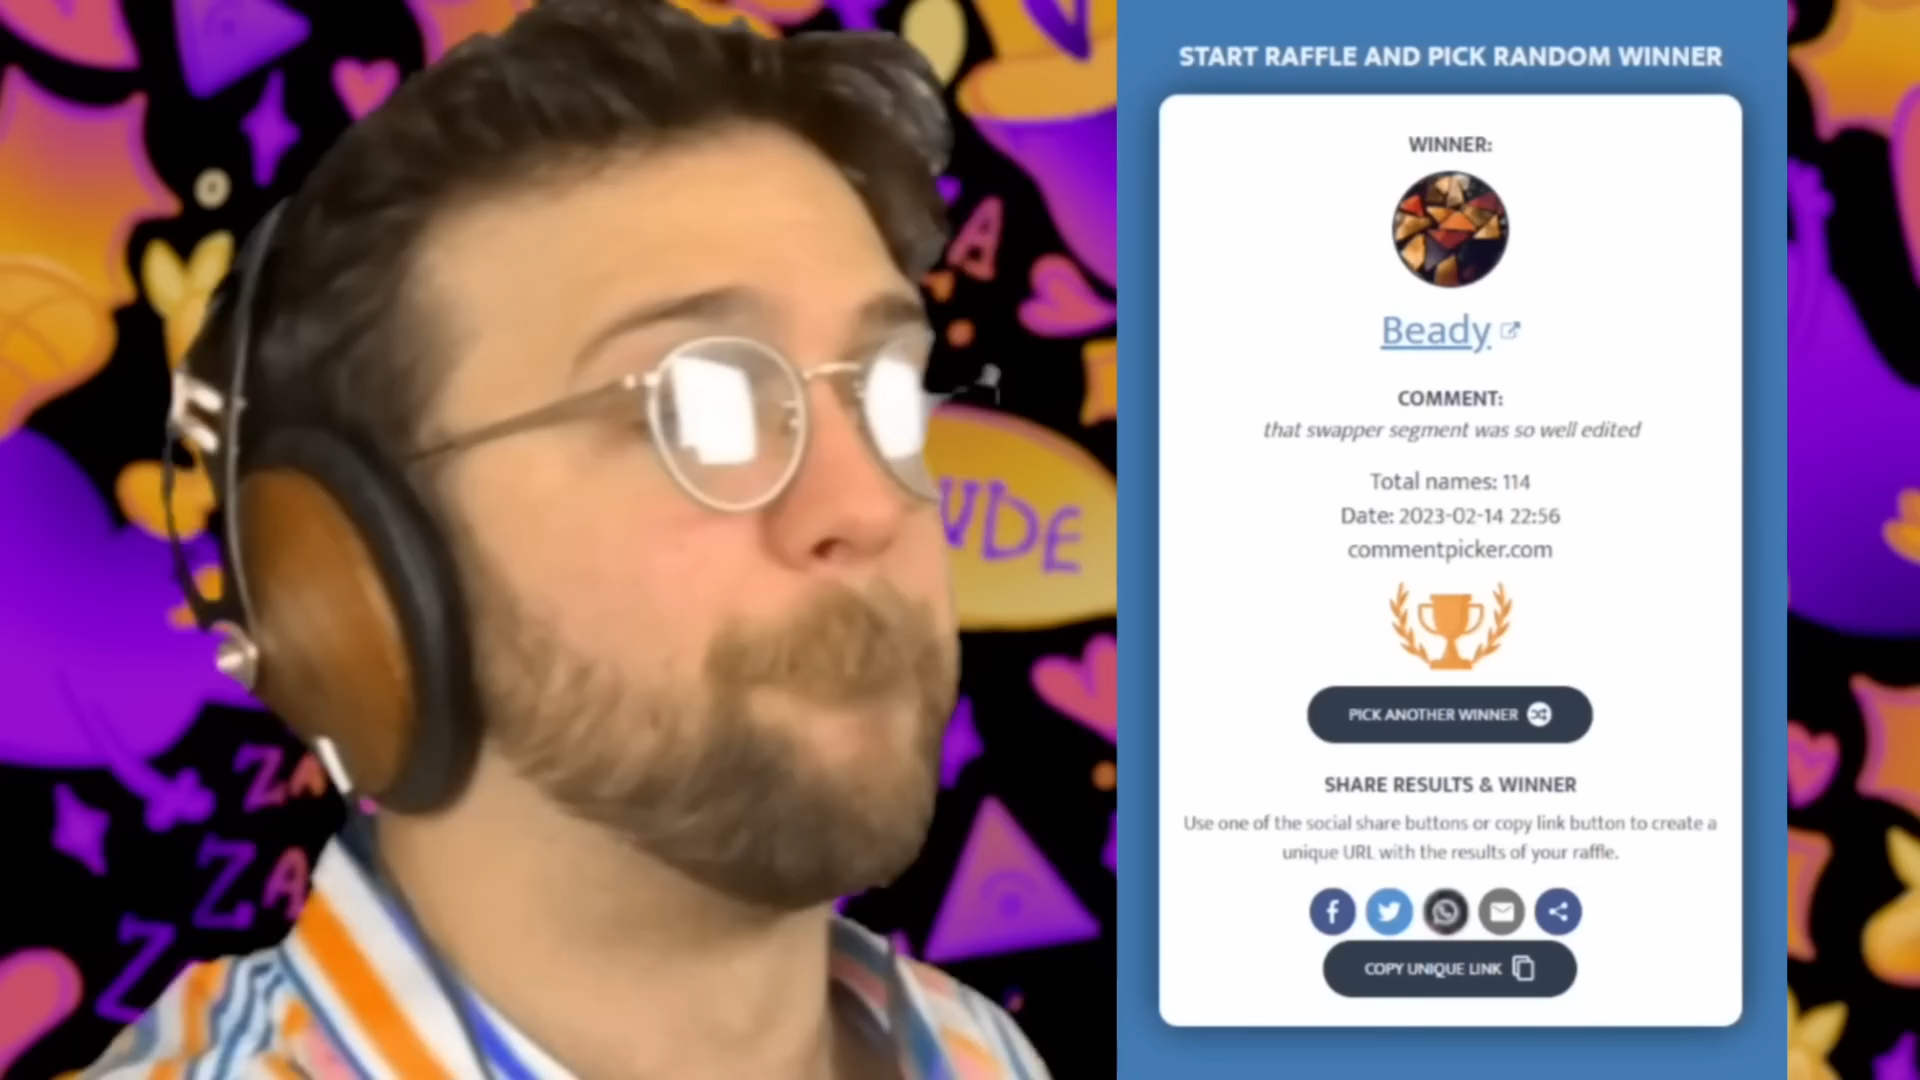 START RAFFLE AND PICK RANDOM WINNER
WINNER:
Beady
COMMENT:
that swapper segment was so well edited
Total names: 114
Date: 2023-02-14 22:56
commentpicker.com
PICK ANOTHER WINNER
SHARE RESULTS & WINNER
Use one of the social share buttons or copy link button to create a
unique URL with the results of your raffle.
COPY UNIQUE LINK
A
NDE
ZA
ZA
Z